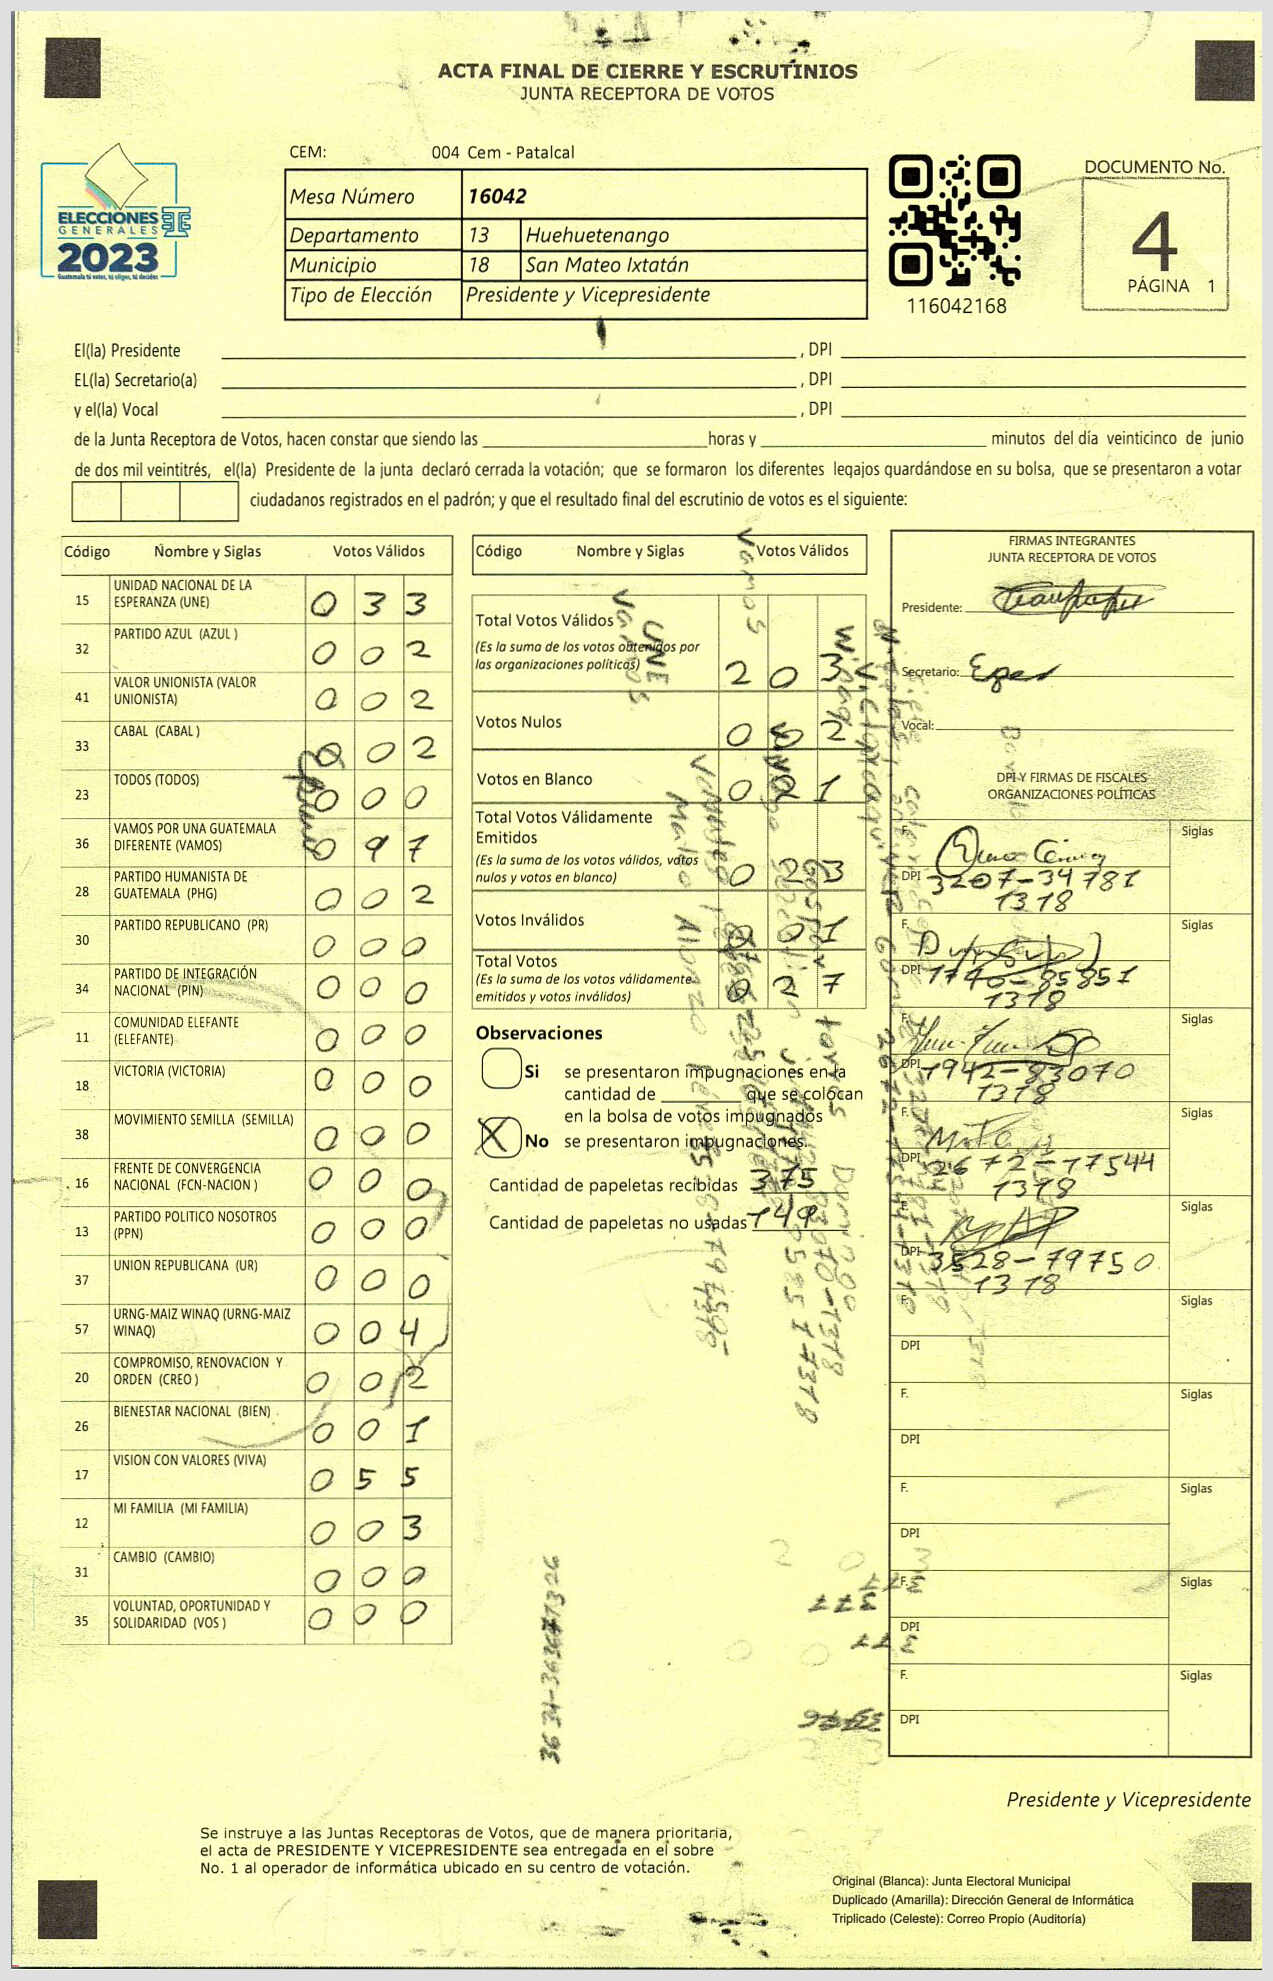 ACTA FINAL DE CIERRE Y ESCRUTINIOS
JUNTA RECEPTORA DE VOTOS
CEM: 004 Cem - Patalcal
Mesa Número 16042
Departamento 13 Huehuetenango
Municipio 18 San Mateo Ixtatán
Tipo de Elección Presidente y Vicepresidente
ELECCIONES
GENERALES
2023
Guatemala tú votas, tú eliges, tú decides
116042168
DOCUMENTO No.
4
PÁGINA 1
El(la) Presidente , DPI
EL(la) Secretario(a) , DPI
y el(la) Vocal , DPI
de la Junta Receptora de Votos, hacen constar que siendo las horas y minutos del día veinticinco de junio
de dos mil veintitrés, el(la) Presidente de la junta declaró cerrada la votación; que se formaron los diferentes legajos guardándose en su bolsa, que se presentaron a votar
ciudadanos registrados en el padrón; y que el resultado final del escrutinio de votos es el siguiente:
Código Nombre y Siglas Votos Válidos
15 UNIDAD NACIONAL DE LA ESPERANZA (UNE) 0 3 3
32 PARTIDO AZUL (AZUL ) 0 0 2
41 VALOR UNIONISTA (VALOR UNIONISTA) 0 0 2
33 CABAL (CABAL ) 0 0 2
23 TODOS (TODOS) 0 0 0
36 VAMOS POR UNA GUATEMALA DIFERENTE (VAMOS) 0 9 7
28 PARTIDO HUMANISTA DE GUATEMALA (PHG) 0 0 2
30 PARTIDO REPUBLICANO (PR) 0 0 0
34 PARTIDO DE INTEGRACIÓN NACIONAL (PIN) 0 0 0
11 COMUNIDAD ELEFANTE (ELEFANTE) 0 0 0
18 VICTORIA (VICTORIA) 0 0 0
38 MOVIMIENTO SEMILLA (SEMILLA) 0 0 0
16 FRENTE DE CONVERGENCIA NACIONAL (FCN-NACION ) 0 0 0
13 PARTIDO POLITICO NOSOTROS (PPN) 0 0 0
37 UNION REPUBLICANA (UR) 0 0 0
57 URNG-MAIZ WINAQ (URNG-MAIZ WINAQ) 0 0 4
20 COMPROMISO, RENOVACION Y ORDEN (CREO ) 0 0 2
26 BIENESTAR NACIONAL (BIEN) 0 0 1
17 VISION CON VALORES (VIVA) 0 5 5
12 MI FAMILIA (MI FAMILIA) 0 0 3
31 CAMBIO (CAMBIO) 0 0 0
35 VOLUNTAD, OPORTUNIDAD Y SOLIDARIDAD (VOS ) 0 0 0
Código Nombre y Siglas Votos Válidos
Total Votos Válidos
(Es la suma de los votos obtenidos por
las organizaciones políticas) 2 0 3
Votos Nulos 0 0 2
Votos en Blanco 0 2 1
Total Votos Válidamente
Emitidos
(Es la suma de los votos válidos, votos
nulos y votos en blanco) 0 2 3
Votos Inválidos 0 0 1
Total Votos
(Es la suma de los votos válidamente
emitidos y votos inválidos) 0 2 7
Observaciones
Si se presentaron impugnaciones en la
cantidad de que se colocan
en la bolsa de votos impugnados
X No se presentaron impugnaciones.
Cantidad de papeletas recibidas 375
Cantidad de papeletas no usadas 149
Vamos
UNE
Vamos
36 34-36367 1326
FIRMAS INTEGRANTES
JUNTA RECEPTORA DE VOTOS
Presidente:
Secretario:
Vocal:
DPI Y FIRMAS DE FISCALES
ORGANIZACIONES POLÍTICAS
F. Siglas
DPI 3207-34781
1318
F. Siglas
DPI 1740-85851
1318
F. Siglas
DPI 1942-83070
1318
F. Siglas
DPI 2672-17544
1318
F. Siglas
DPI 3528-79750
1318
F. Siglas
DPI
F. Siglas
DPI
F. Siglas
DPI
F. Siglas
DPI
F. Siglas
DPI
Presidente y Vicepresidente
Se instruye a las Juntas Receptoras de Votos, que de manera prioritaria,
el acta de PRESIDENTE Y VICEPRESIDENTE sea entregada en el sobre
No. 1 al operador de informática ubicado en su centro de votación.
Original (Blanca): Junta Electoral Municipal
Duplicado (Amarilla): Dirección General de Informática
Triplicado (Celeste): Correo Propio (Auditoría)